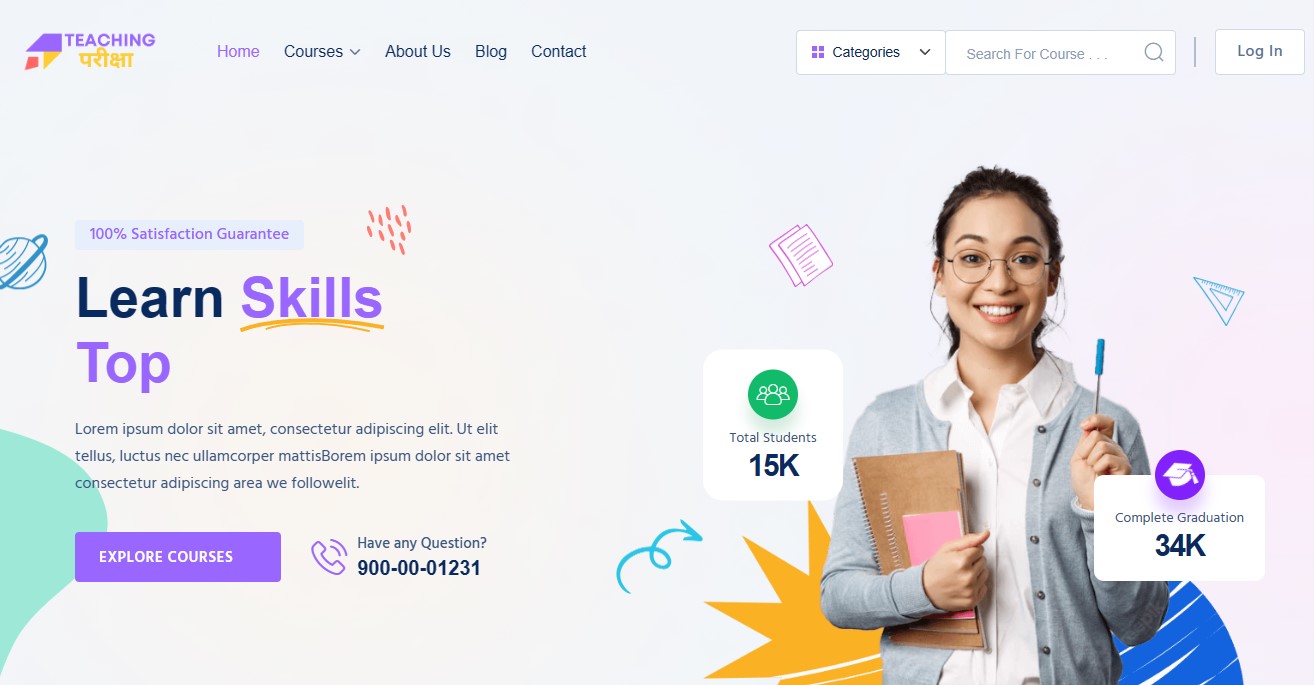 TEACHING
परीक्षा
Home
Courses
About Us
Blog
Contact
Categories
Search For Course . . .
Log In
100% Satisfaction Guarantee
Learn Skills
Top
Lorem ipsum dolor sit amet, consectetur adipiscing elit. Ut elit
tellus, luctus nec ullamcorper mattisBorem ipsum dolor sit amet
consectetur adipiscing area we followelit.
EXPLORE COURSES
Have any Question?
900-00-01231
Total Students
15K
Complete Graduation
34K